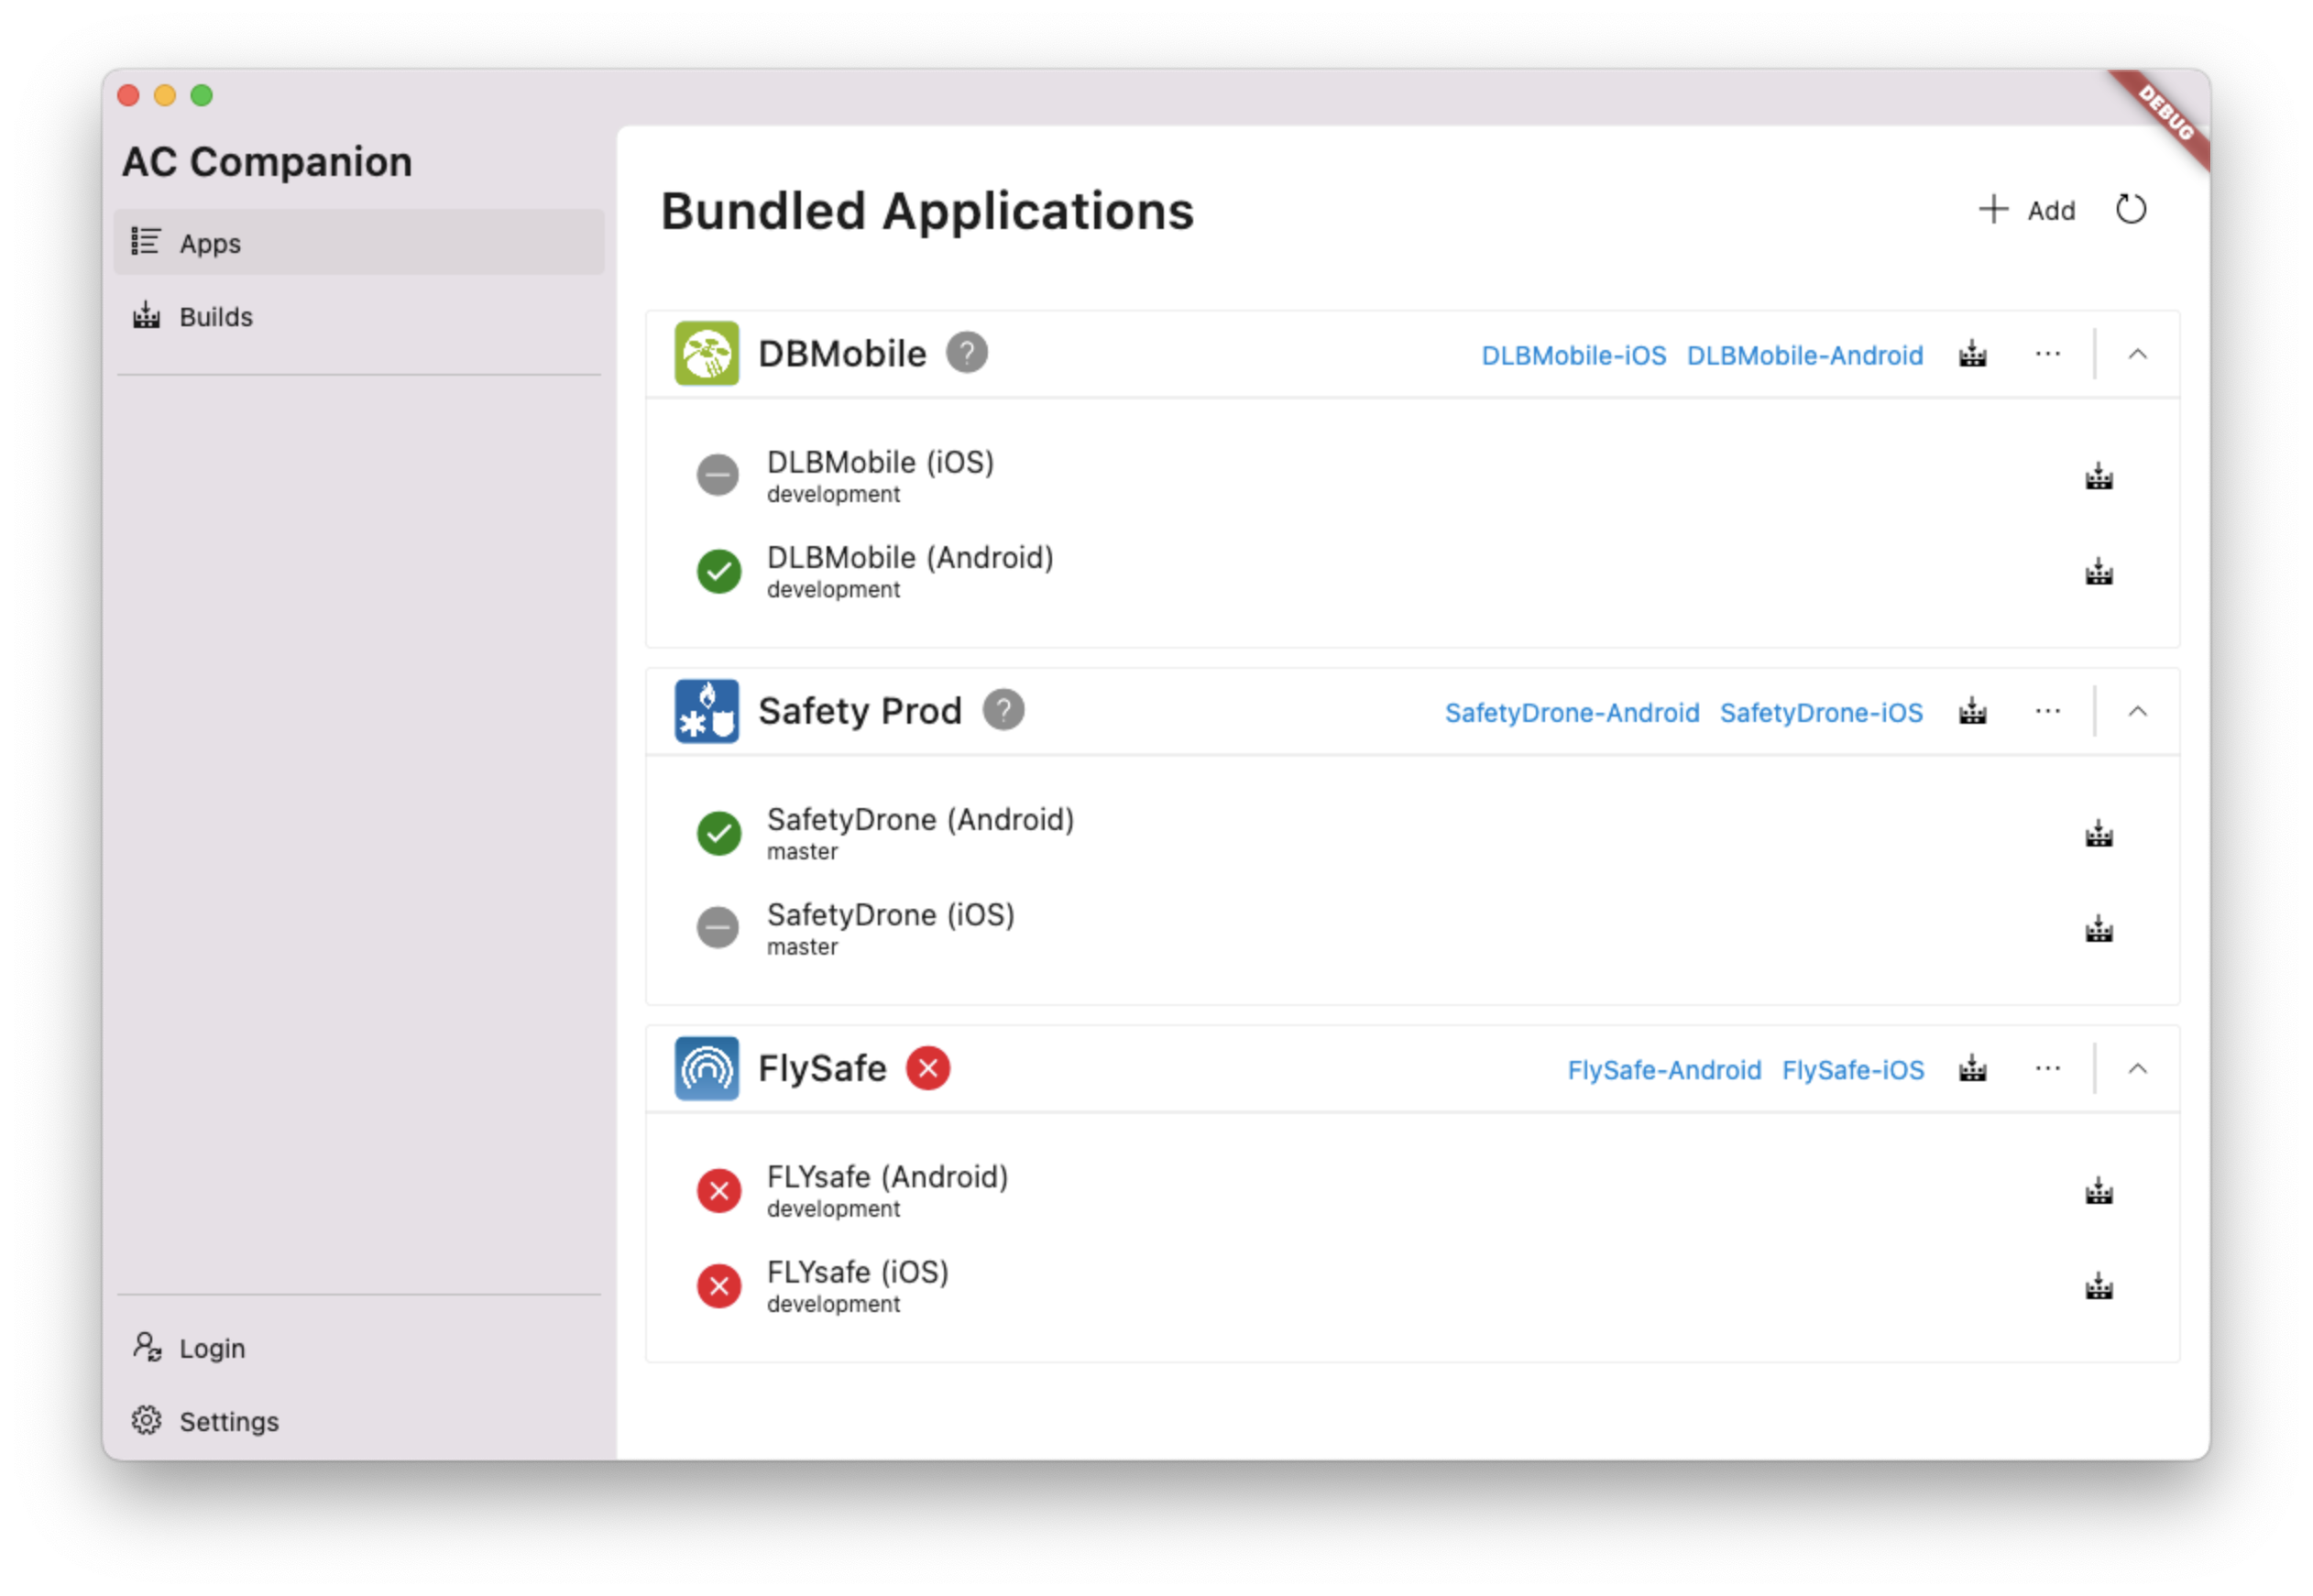 DEBUG
AC Companion
Apps
Builds
Login
Settings
Bundled Applications
Add
DBMobile ?
DLBMobile-iOS DLBMobile-Android ...
DLBMobile (iOS)
development
DLBMobile (Android)
development
Safety Prod ?
SafetyDrone-Android SafetyDrone-iOS ...
SafetyDrone (Android)
master
SafetyDrone (iOS)
master
FlySafe
FlySafe-Android FlySafe-iOS ...
FLYsafe (Android)
development
FLYsafe (iOS)
development